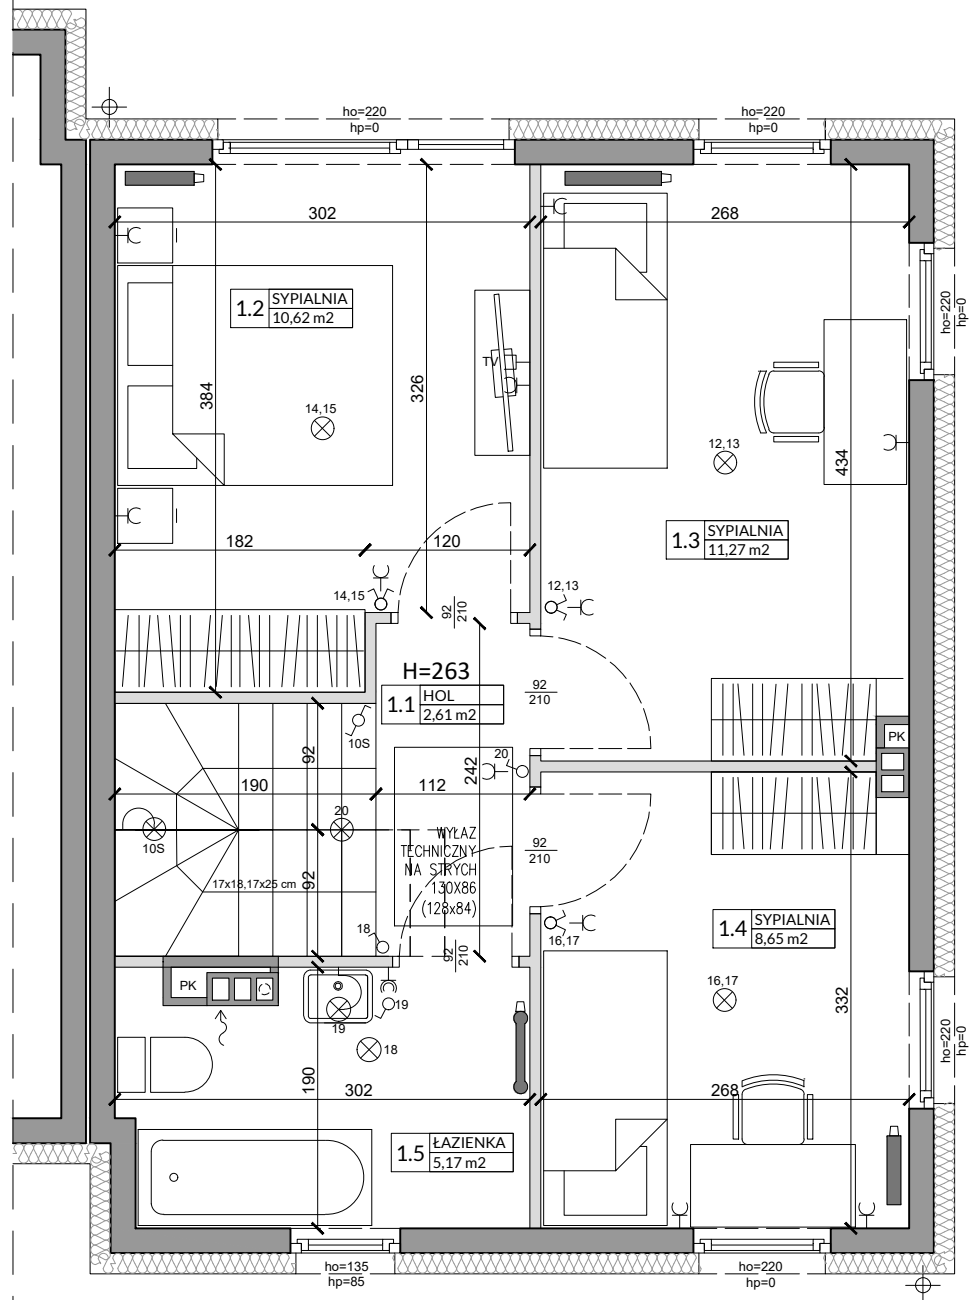 ho=220
hp=0
ho=220
hp=0
302
268
1.2
SYPIALNIA
10,62 m2
ho=220
hp=0
TV
384
326
14,15
12,13
434
1.3
SYPIALNIA
11,27 m2
182
120
14,15
12,13
92
210
H=263
1.1
HOL
2,61 m2
92
210
10S
PK
92
20
242
190
112
20
10S
WYŁAZ
TECHNICZNY
NA STRYCH
130X86
(128x84)
92
210
92
17x18,17x25 cm
18
16,17
1.4
SYPIALNIA
8,65 m2
92
210
PK
19
19
16,17
332
18
ho=220
hp=0
190
302
268
1.5
ŁAZIENKA
5,17 m2
ho=135
hp=85
ho=220
hp=0